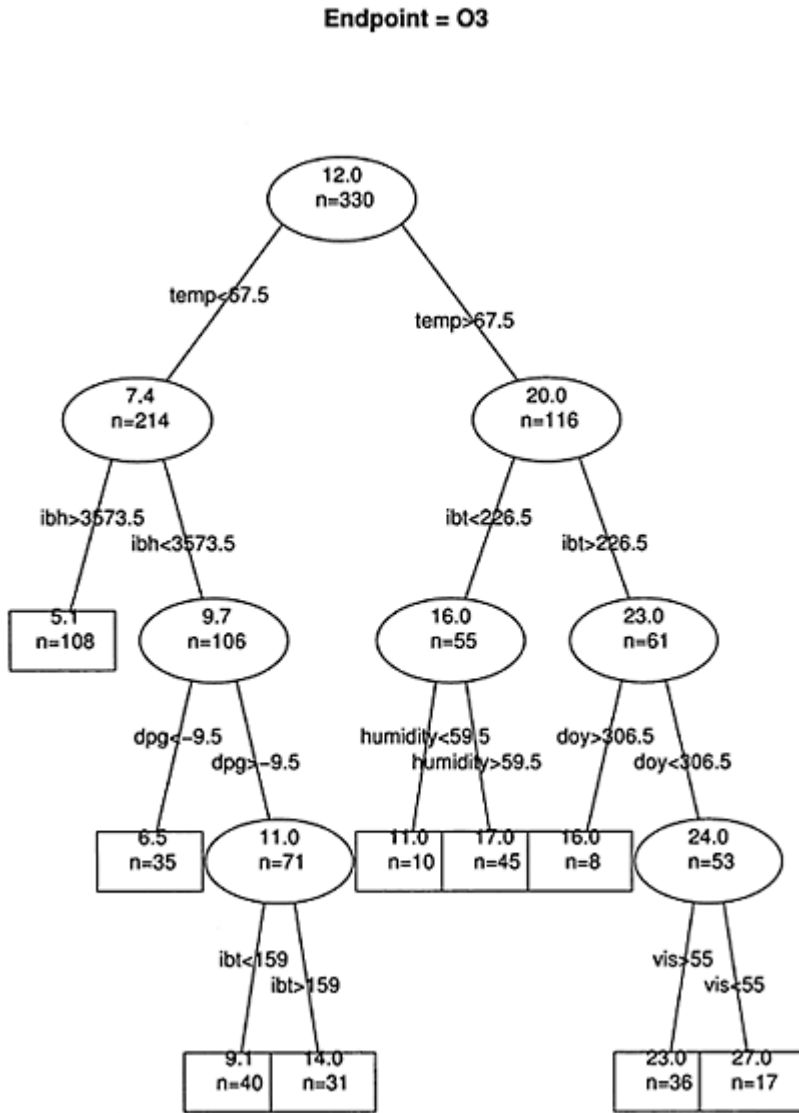 Endpoint = O3
12.0
n=330
temp<67.5
temp>67.5
7.4
n=214
20.0
n=116
ibh>3573.5
ibh<3573.5
ibt<226.5
ibt>226.5
5.1
n=108
9.7
n=106
16.0
n=55
23.0
n=61
dpg<-9.5
dpg>-9.5
humidity<59.5
humidity>59.5
doy>306.5
doy<306.5
6.5
n=35
11.0
n=71
11.0
n=10
17.0
n=45
16.0
n=8
24.0
n=53
ibt<159
ibt>159
vis>55
vis<55
9.1
n=40
14.0
n=31
23.0
n=36
27.0
n=17